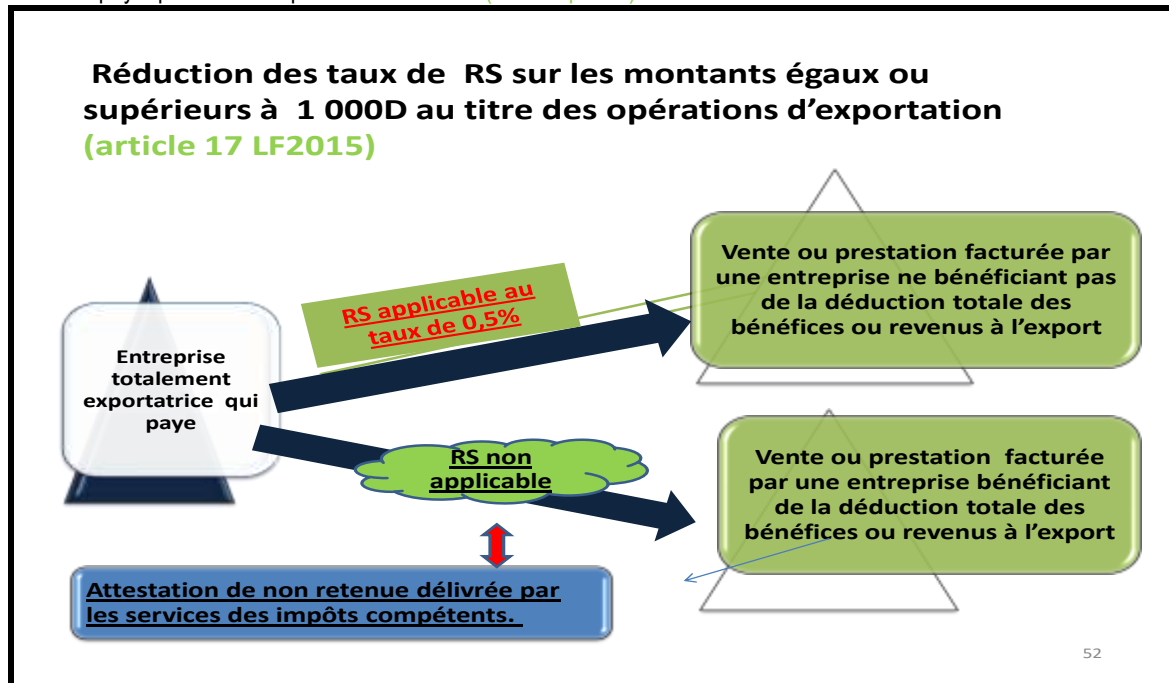 Réduction des taux de RS sur les montants égaux ou
supérieurs à 1 000D au titre des opérations d'exportation
(article 17 LF2015)
Vente ou prestation facturée par
une entreprise ne bénéficiant pas
de la déduction totale des
bénéfices ou revenus à l'export
RS applicable au
taux de 0,5%
Entreprise
totalement
exportatrice qui
paye
RS non
applicable
Vente ou prestation facturée
par une entreprise bénéficiant
de la déduction totale des
bénéfices ou revenus à l'export
Attestation de non retenue délivrée par
les services des impôts compétents.
52